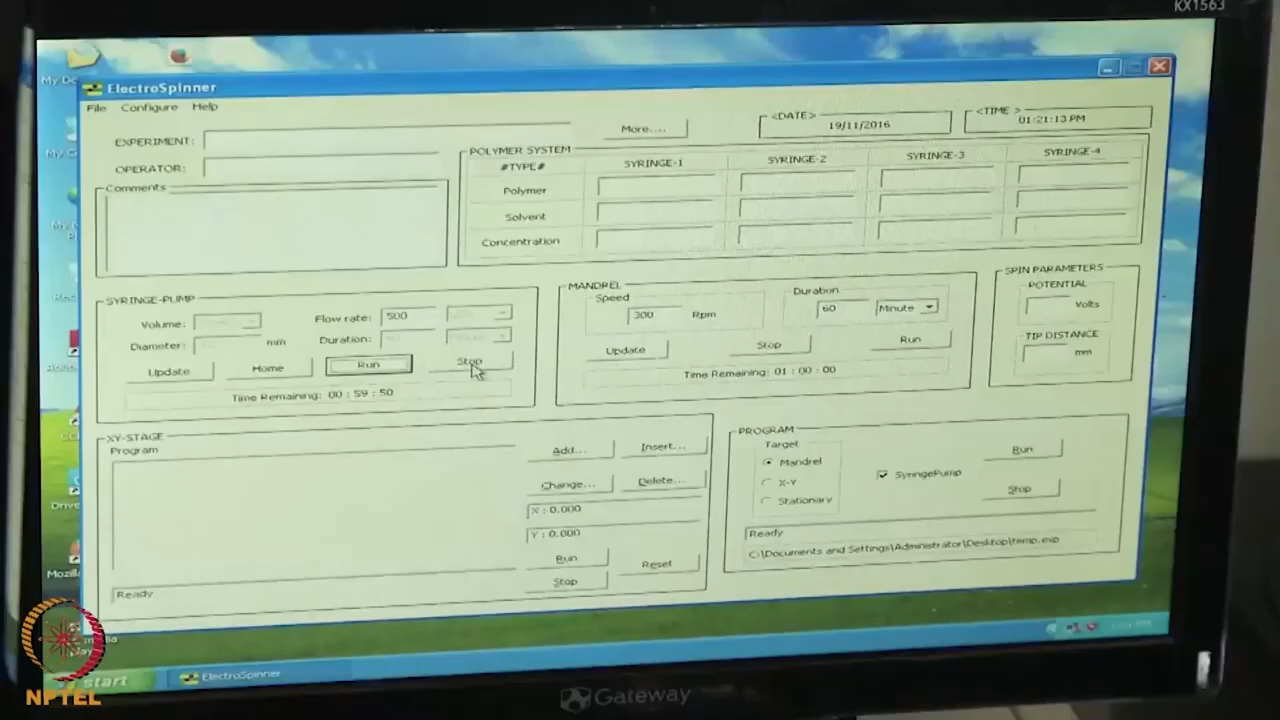 KX1563
My Do
ElectroSpinner
File Configure Help
EXPERIMENT:
More....
<DATE>
19/11/2016
<TIME >
01:21:13 PM
OPERATOR:
Comments
POLYMER SYSTEM
#TYPE# SYRINGE-1 SYRINGE-2 SYRINGE-3 SYRINGE-4
Polymer
Solvent
Concentration
SYRINGE-PUMP
Volume:
Flow rate: 500
Diameter: mm
Duration:
Update Home Run Stop
Time Remaining: 00 : 59 : 50
MANDREL
Speed
300 Rpm
Duration
60 Minute
Update Stop Run
Time Remaining: 01 : 00 : 00
SPIN PARAMETERS
POTENTIAL
Volts
TIP DISTANCE
mm
XY-STAGE
Program
Add... Insert...
Change... Delete...
X : 0.000
Y : 0.000
Run
Reset
Stop
Ready
PROGRAM
Target
Mandrel
X-Y
Stationary
SyringePump
Run
Stop
Ready
C:\Documents and Settings\Administrator\Desktop\temp.esp
Drive
Mozilla
start
ElectroSpinner
NPTEL
Gateway